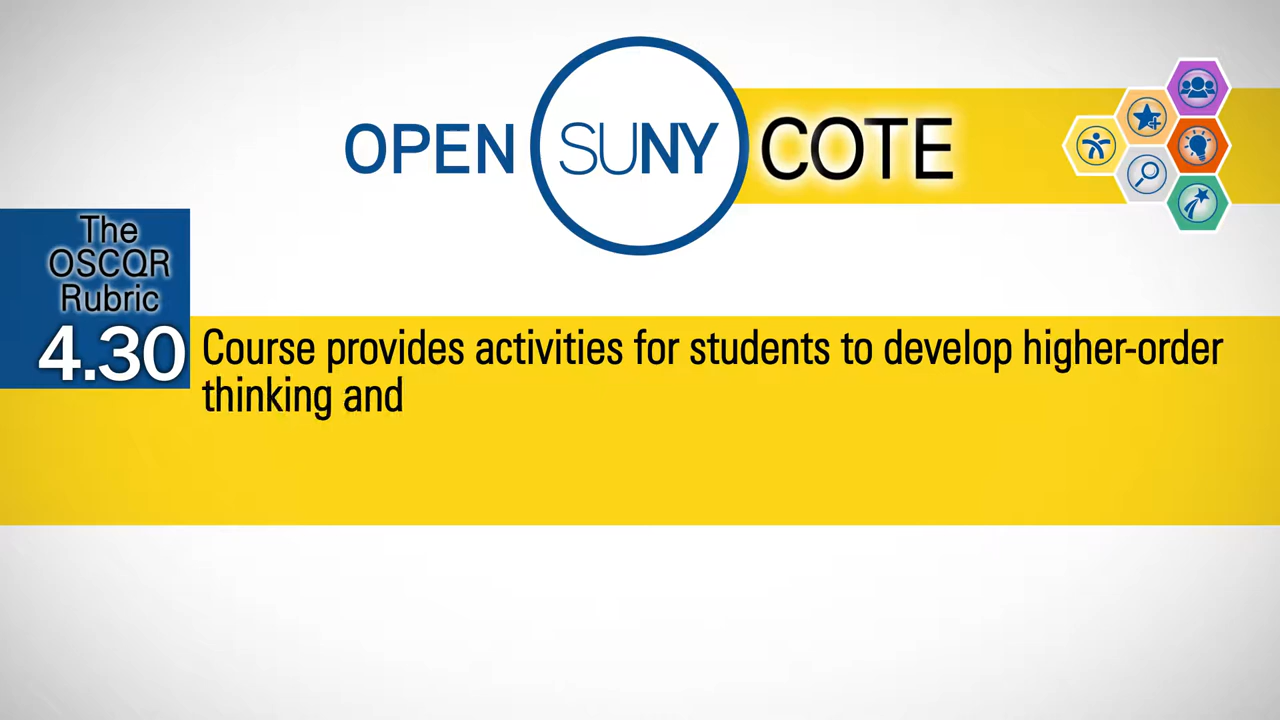 OPEN SUNY COTE
The
OSCQR
Rubric
4.30
Course provides activities for students to develop higher-order
thinking and